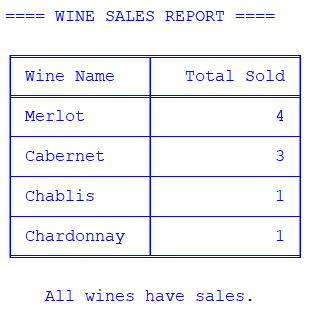 ==== WINE SALES REPORT ====
Wine Name Total Sold
Merlot 4
Cabernet 3
Chablis 1
Chardonnay 1
All wines have sales.